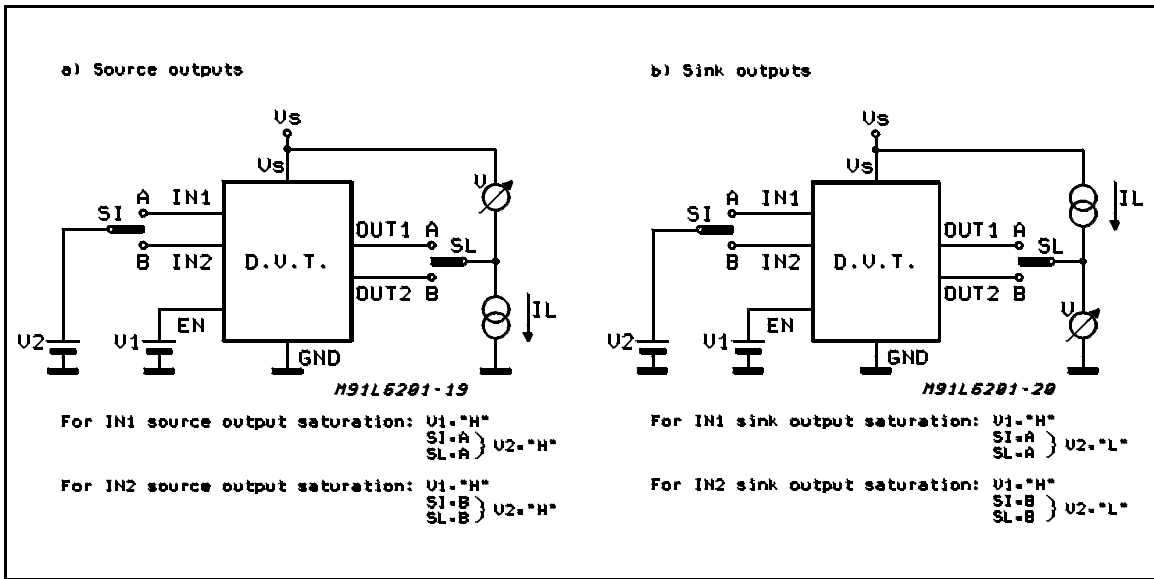 a) Source outputs
Vs
Vs
V
A IN1
SI
B IN2
D.U.T.
OUT1 A
SL
OUT2 B
EN
V2
V1
GND
IL
M91L6201-19
For IN1 source output saturation: V1="H"
SI=A
SL=A } V2="H"
For IN2 source output saturation: V1="H"
SI=B
SL=B } V2="H"
b) Sink outputs
Vs
Vs
IL
A IN1
SI
B IN2
D.U.T.
OUT1 A
SL
OUT2 B
EN
V
V2
V1
GND
M91L6201-20
For IN1 sink output saturation: V1="H"
SI=A
SL=A } V2="L"
For IN2 sink output saturation: V1="H"
SI=B
SL=B } V2="L"